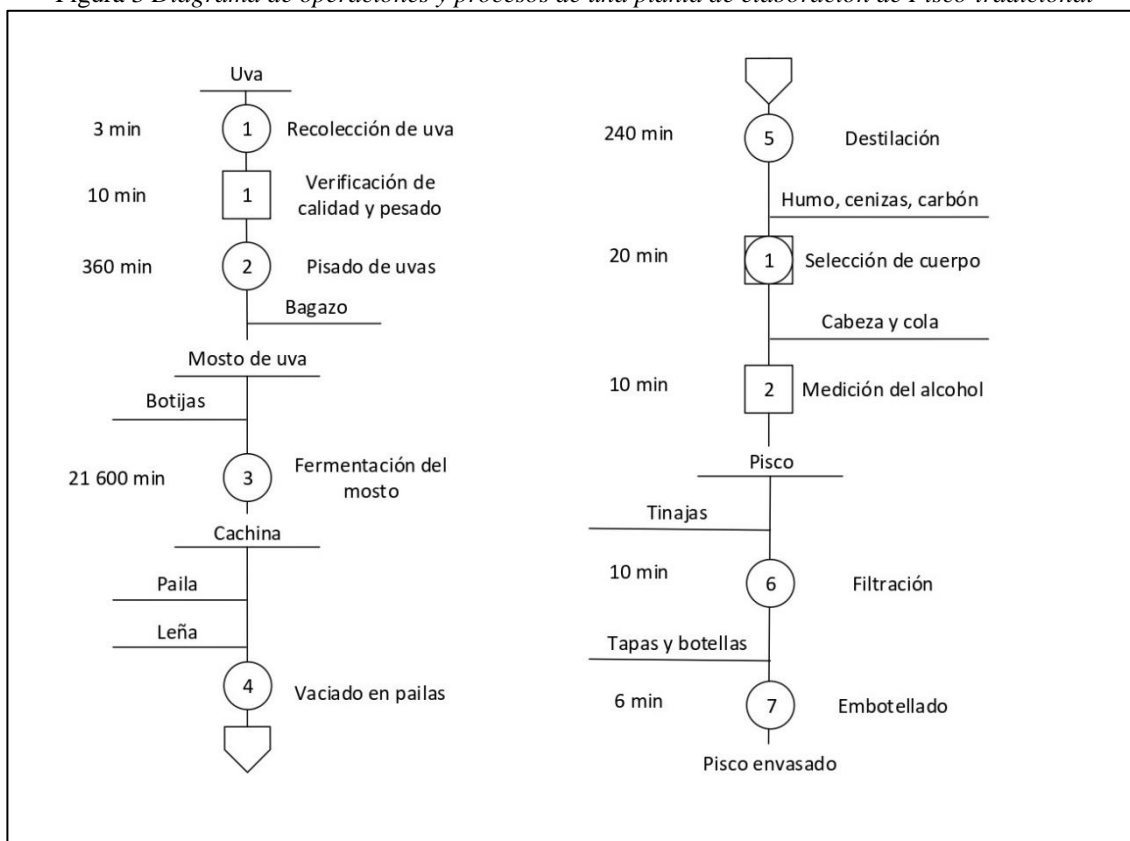 Figura 3 Diagrama de operaciones y procesos de una planta de elaboración de Pisco tradicional
Uva
3 min
1
Recolección de uva
10 min
1
Verificación de
calidad y pesado
360 min
2
Pisado de uvas
Bagazo
Mosto de uva
Botijas
21 600 min
3
Fermentación del
mosto
Cachina
Paila
Leña
4
Vaciado en pailas
240 min
5
Destilación
Humo, cenizas, carbón
20 min
1
Selección de cuerpo
Cabeza y cola
10 min
2
Medición del alcohol
Pisco
Tinajas
10 min
6
Filtración
Tapas y botellas
6 min
7
Embotellado
Pisco envasado